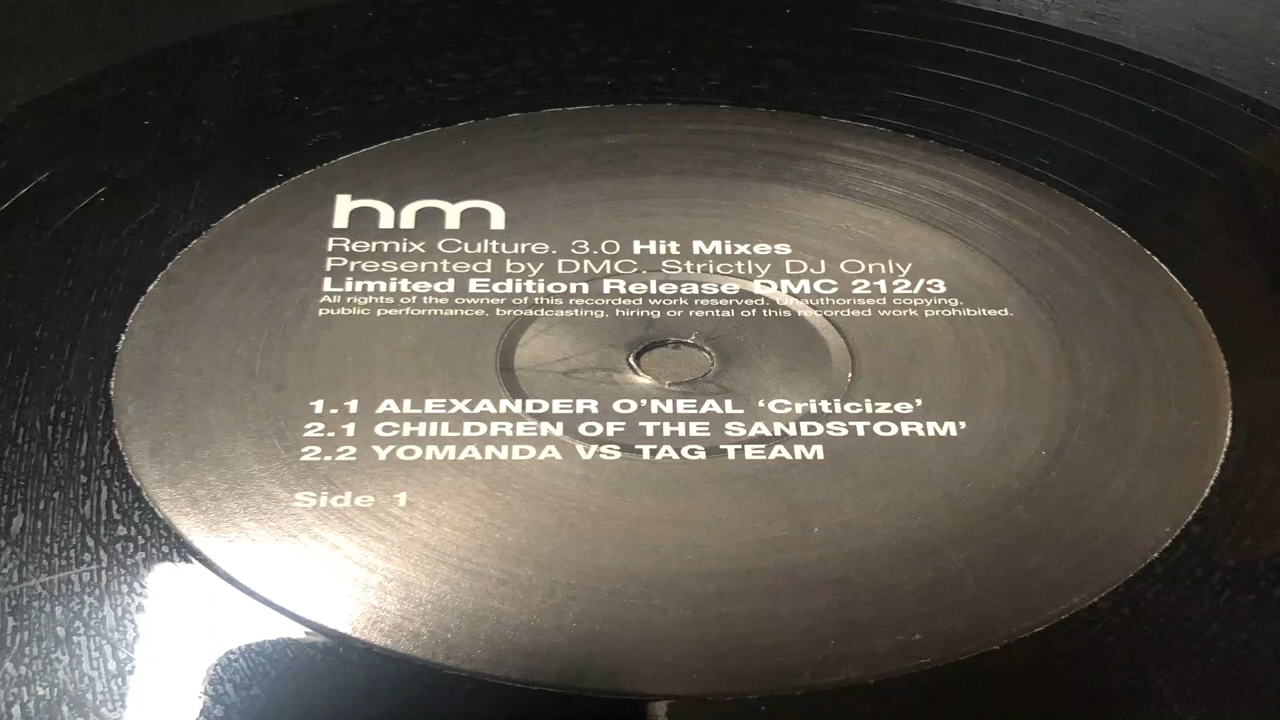 hm
Remix Culture. 3.0 Hit Mixes
Presented by DMC. Strictly DJ Only
Limited Edition Release DMC 212/3
All rights of the owner of this recorded work reserved. Unauthorised copying,
public performance, broadcasting, hiring or rental of this recorded work prohibited.
1.1 ALEXANDER O'NEAL ‘Criticize’
2.1 CHILDREN OF THE SANDSTORM’
2.2 YOMANDA VS TAG TEAM
Side 1